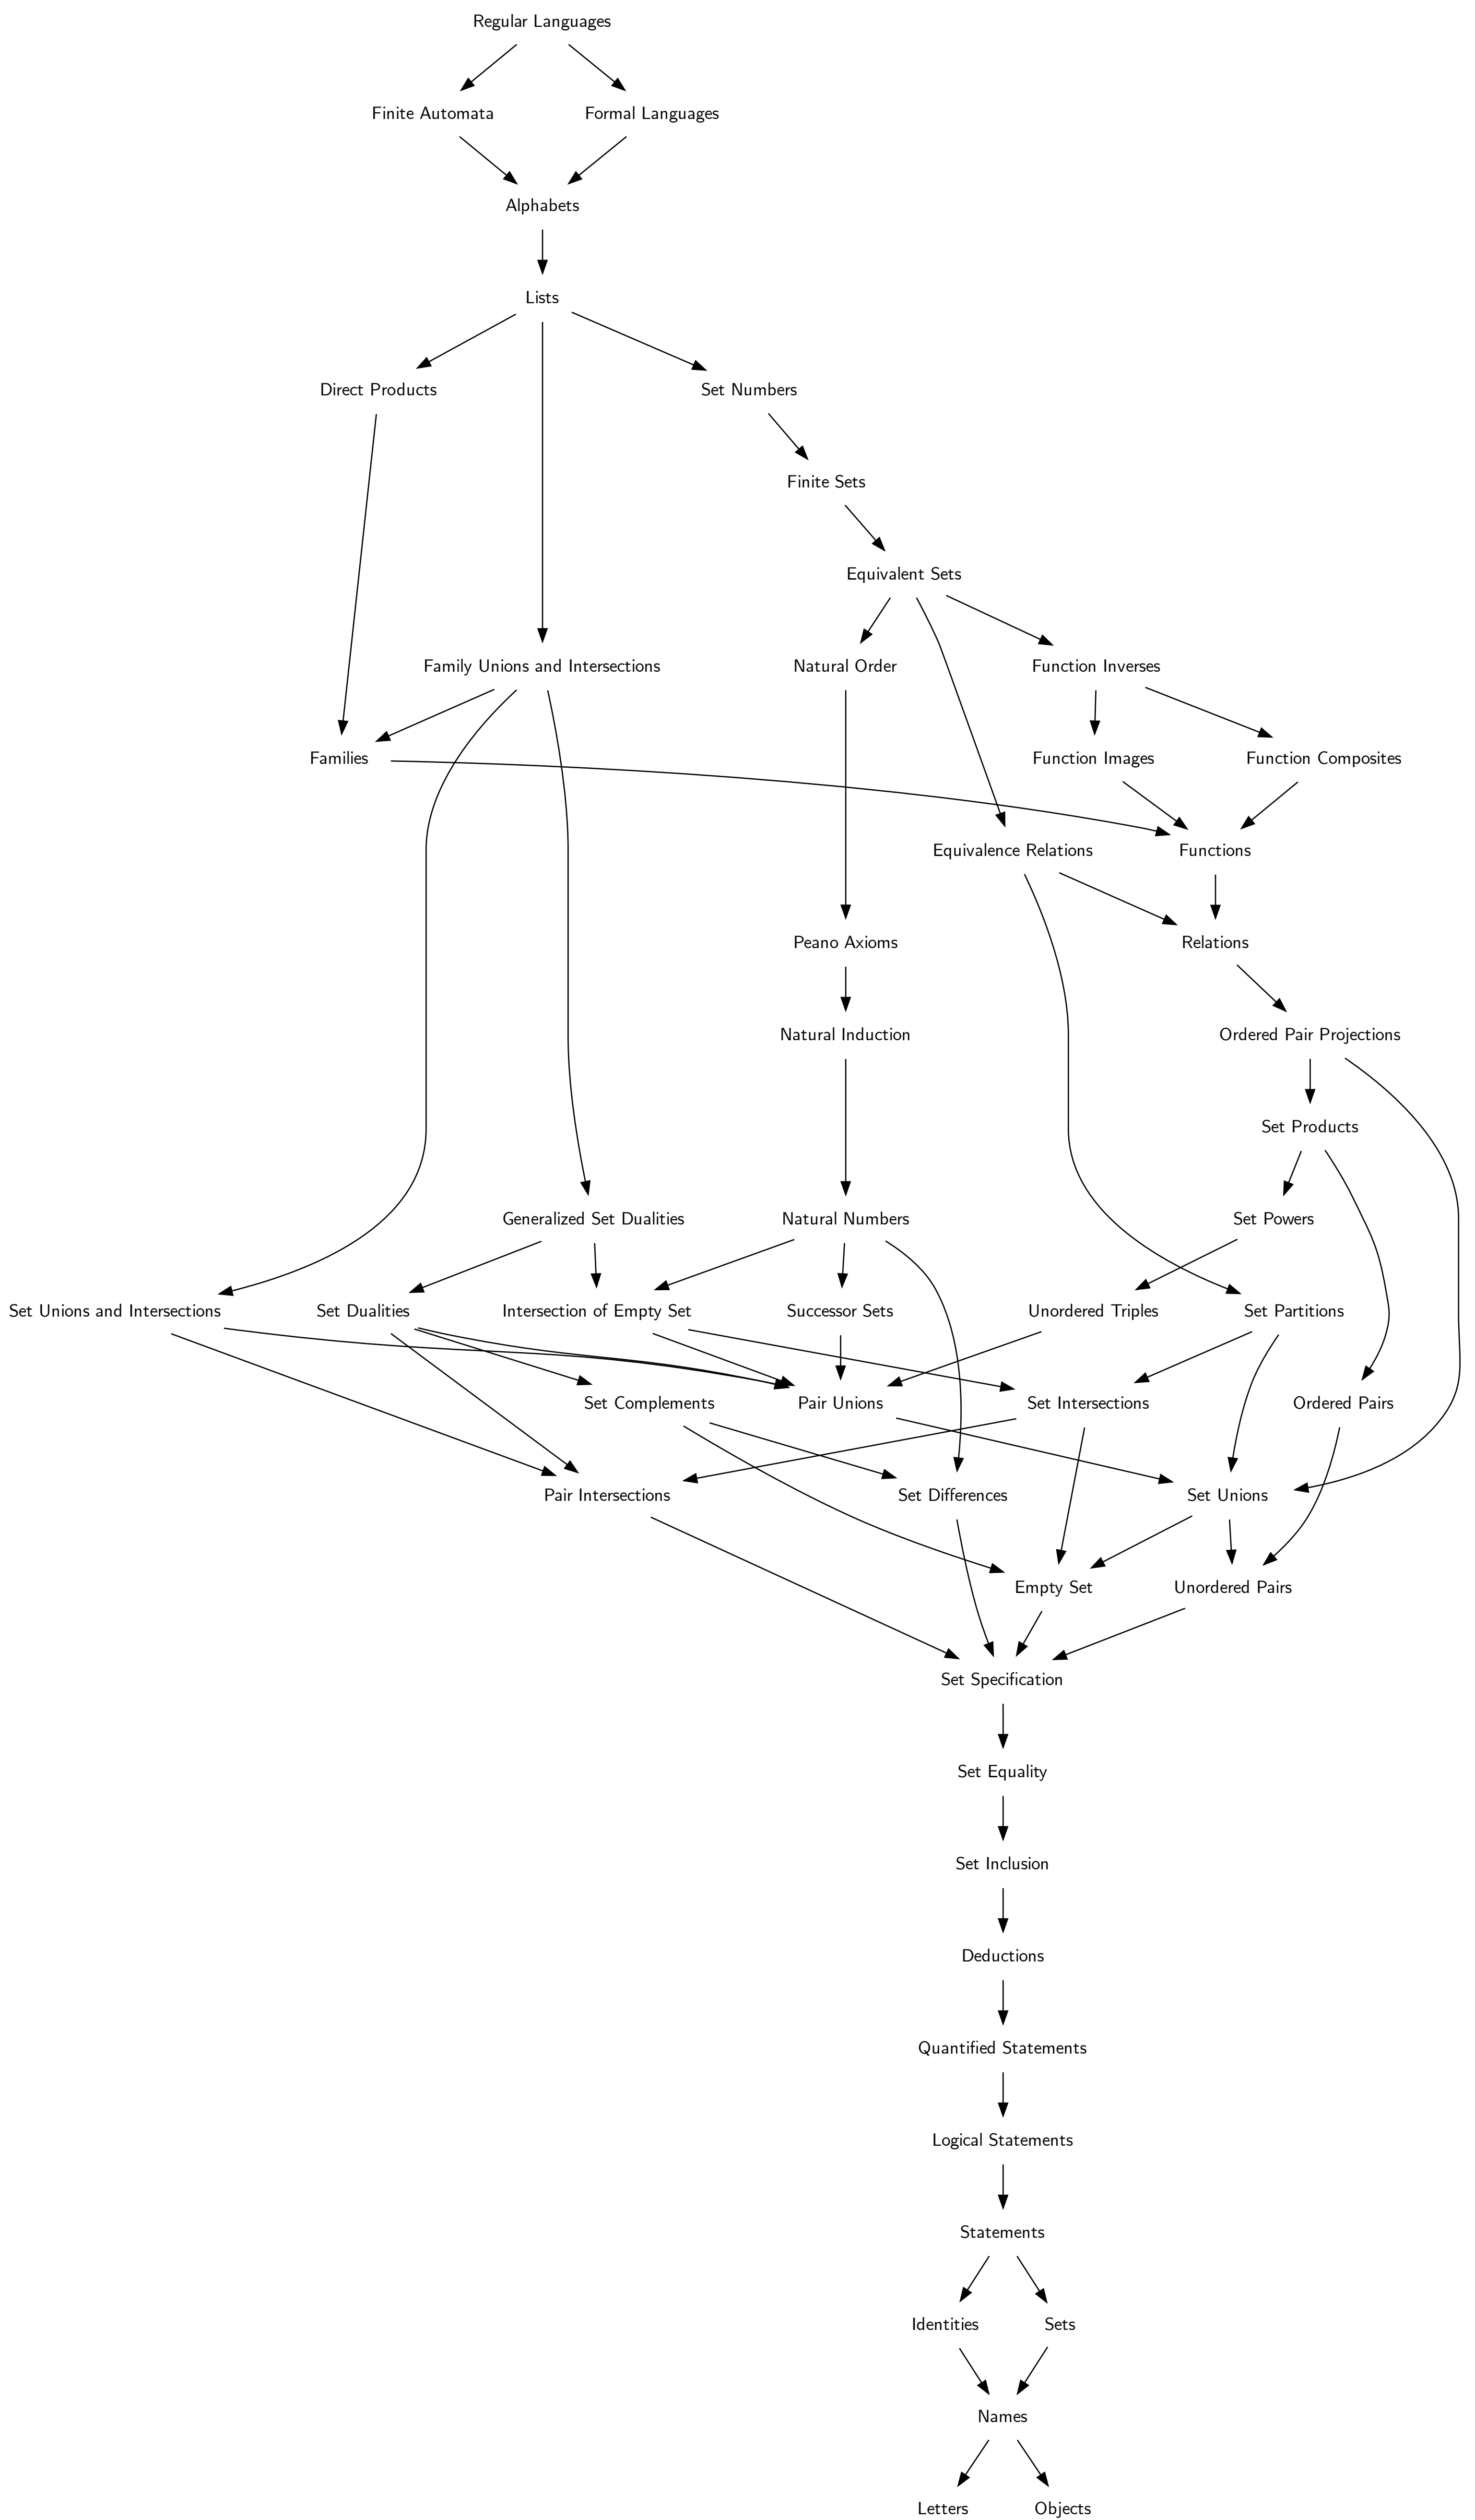 Regular Languages
Finite Automata
Formal Languages
Alphabets
Lists
Direct Products
Set Numbers
Finite Sets
Equivalent Sets
Family Unions and Intersections
Natural Order
Function Inverses
Families
Function Images
Function Composites
Equivalence Relations
Functions
Peano Axioms
Relations
Natural Induction
Ordered Pair Projections
Set Products
Generalized Set Dualities
Natural Numbers
Set Powers
Set Unions and Intersections
Set Dualities
Intersection of Empty Set
Successor Sets
Unordered Triples
Set Partitions
Set Complements
Pair Unions
Set Intersections
Ordered Pairs
Pair Intersections
Set Differences
Set Unions
Empty Set
Unordered Pairs
Set Specification
Set Equality
Set Inclusion
Deductions
Quantified Statements
Logical Statements
Statements
Identities
Sets
Names
Letters
Objects